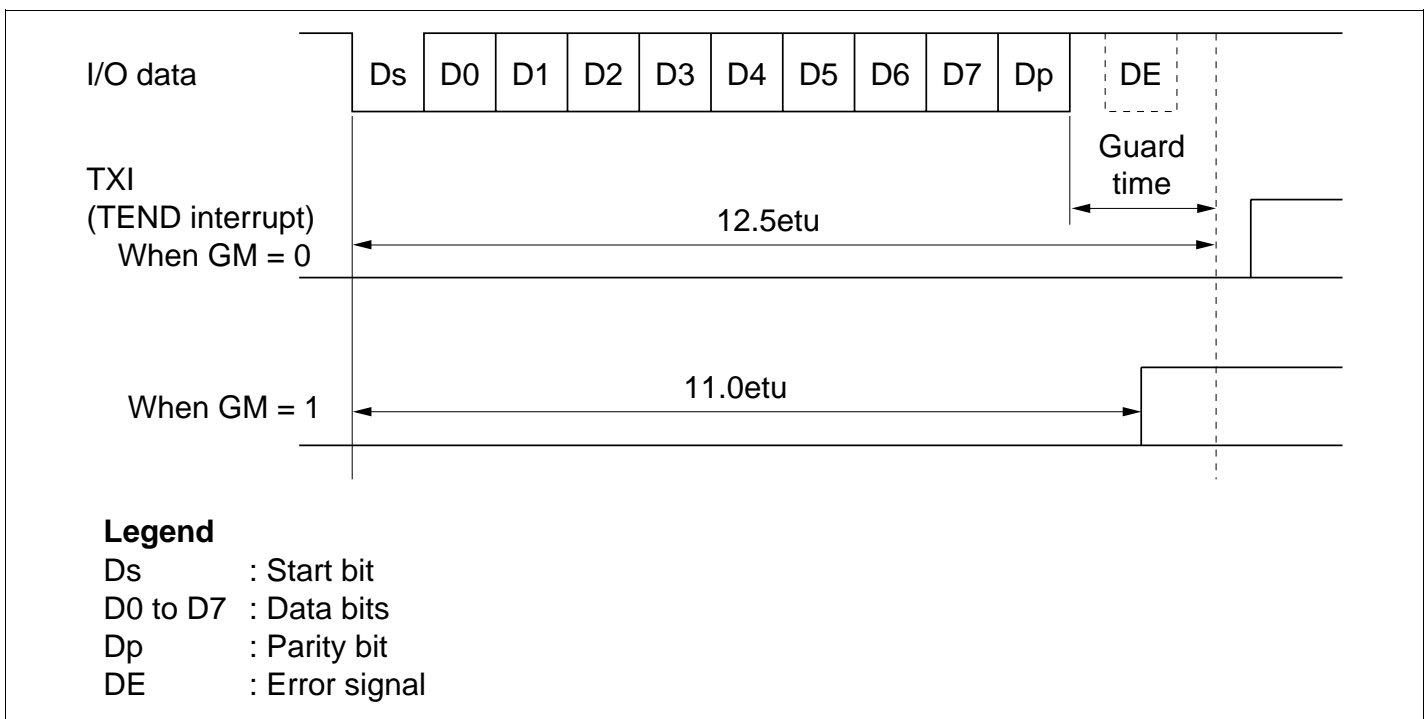 I/O data
Ds D0 D1 D2 D3 D4 D5 D6 D7 Dp DE
Guard
time
TXI
(TEND interrupt)
When GM = 0
12.5etu
When GM = 1
11.0etu
Legend
Ds : Start bit
D0 to D7 : Data bits
Dp : Parity bit
DE : Error signal